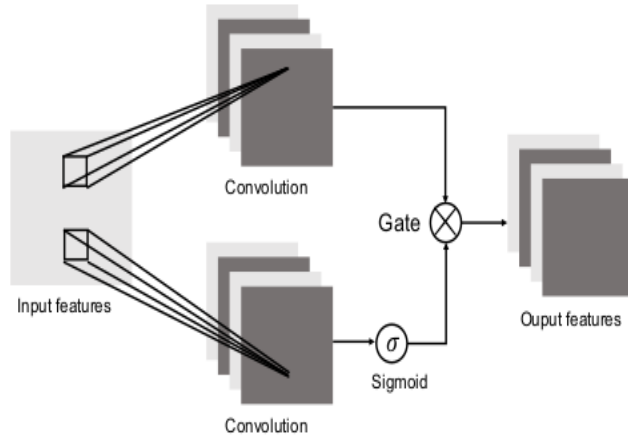 Convolution
Gate
Input features
Ouput features
σ
Sigmoid
Convolution